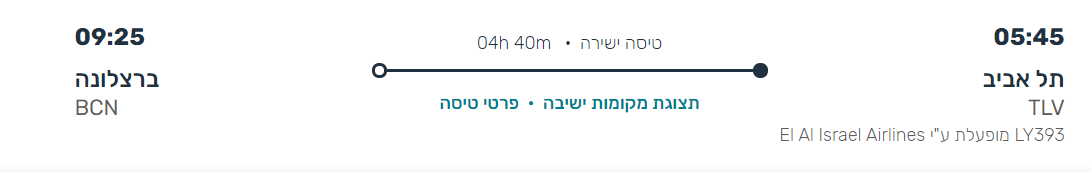 05:45
טיסה ישירה • 04h 40m
09:25
תל אביב
ברצלונה
TLV
תצוגת מקומות ישיבה • פרטי טיסה
BCN
LY393 מופעלת ע"י El Al Israel Airlines